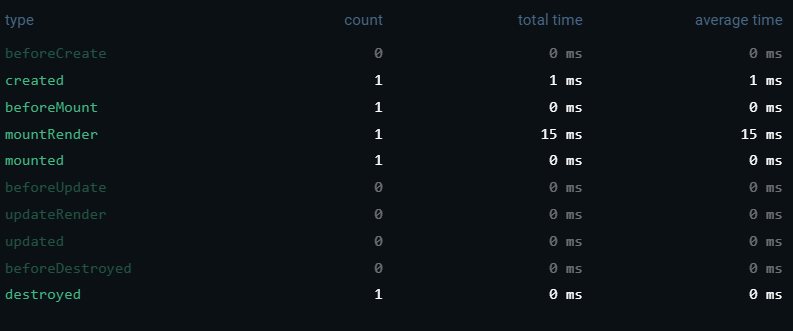 type count total time average time
beforeCreate 0 0 ms 0 ms
created 1 1 ms 1 ms
beforeMount 1 0 ms 0 ms
mountRender 1 15 ms 15 ms
mounted 1 0 ms 0 ms
beforeUpdate 0 0 ms 0 ms
updateRender 0 0 ms 0 ms
updated 0 0 ms 0 ms
beforeDestroyed 0 0 ms 0 ms
destroyed 1 0 ms 0 ms